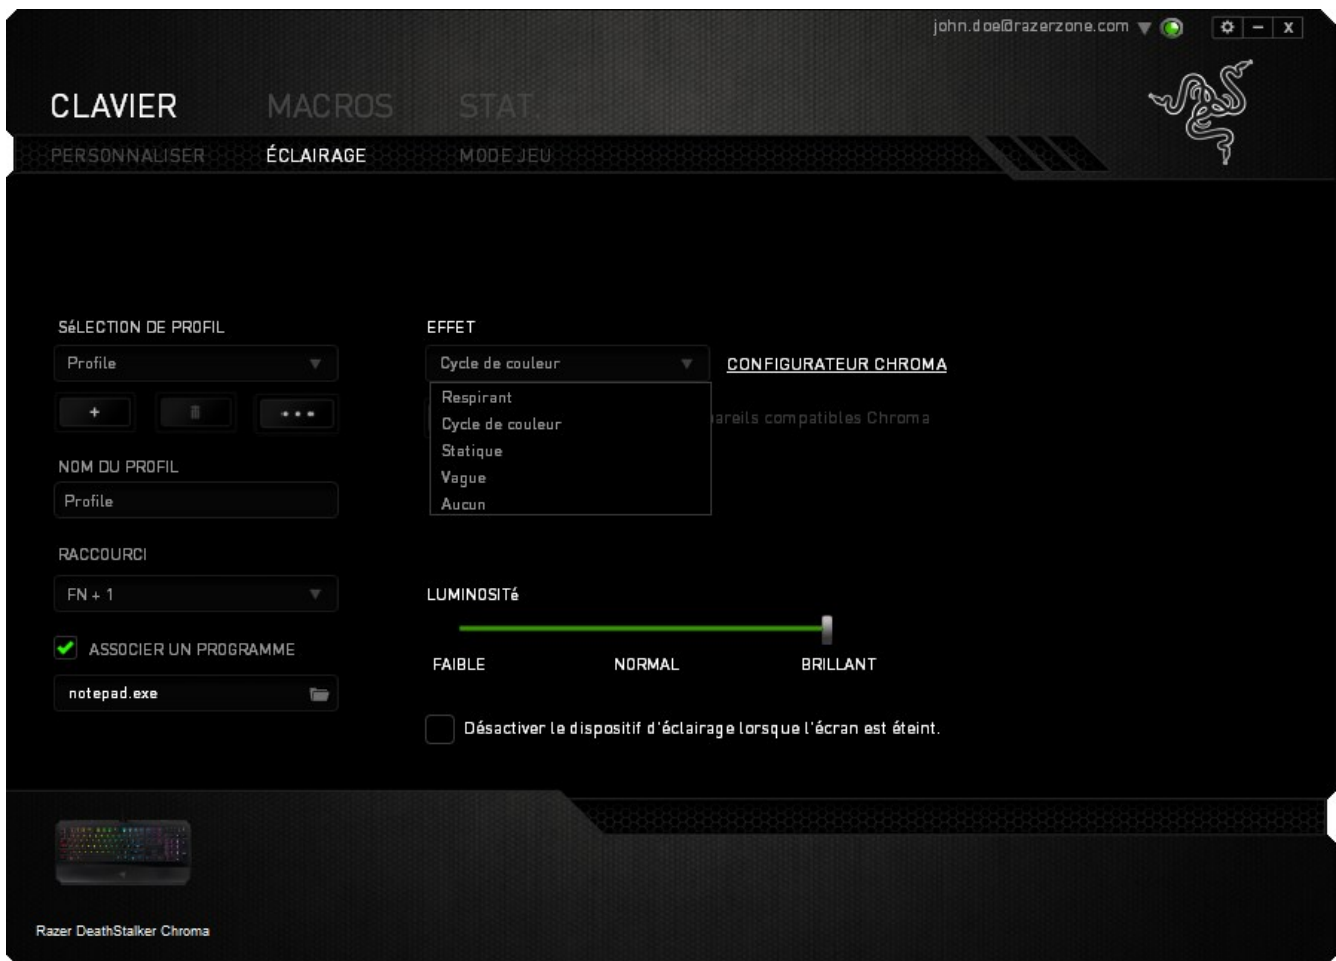 john.doe@razerzone.com
CLAVIER MACROS STAT
PERSONNALISER ÉCLAIRAGE MODE JEU
SéLECTION DE PROFIL
Profile
+
NOM DU PROFIL
Profile
RACCOURCI
FN + 1
ASSOCIER UN PROGRAMME
notepad.exe
EFFET
Cycle de couleur
CONFIGURATEUR CHROMA
Respirant
Cycle de couleur
Statique
Vague
Aucun
compatibles Chroma
LUMINOSITé
FAIBLE NORMAL BRILLANT
Désactiver le dispositif d'éclairage lorsque l'écran est éteint.
Razer DeathStalker Chroma